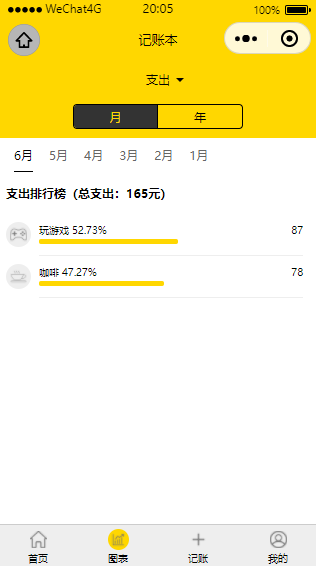 WeChat4G 20:05 100%
记账本
支出
月 年
6月 5月 4月 3月 2月 1月
支出排行榜（总支出：165元）
玩游戏 52.73% 87
咖啡 47.27% 78
首页 图表 记账 我的